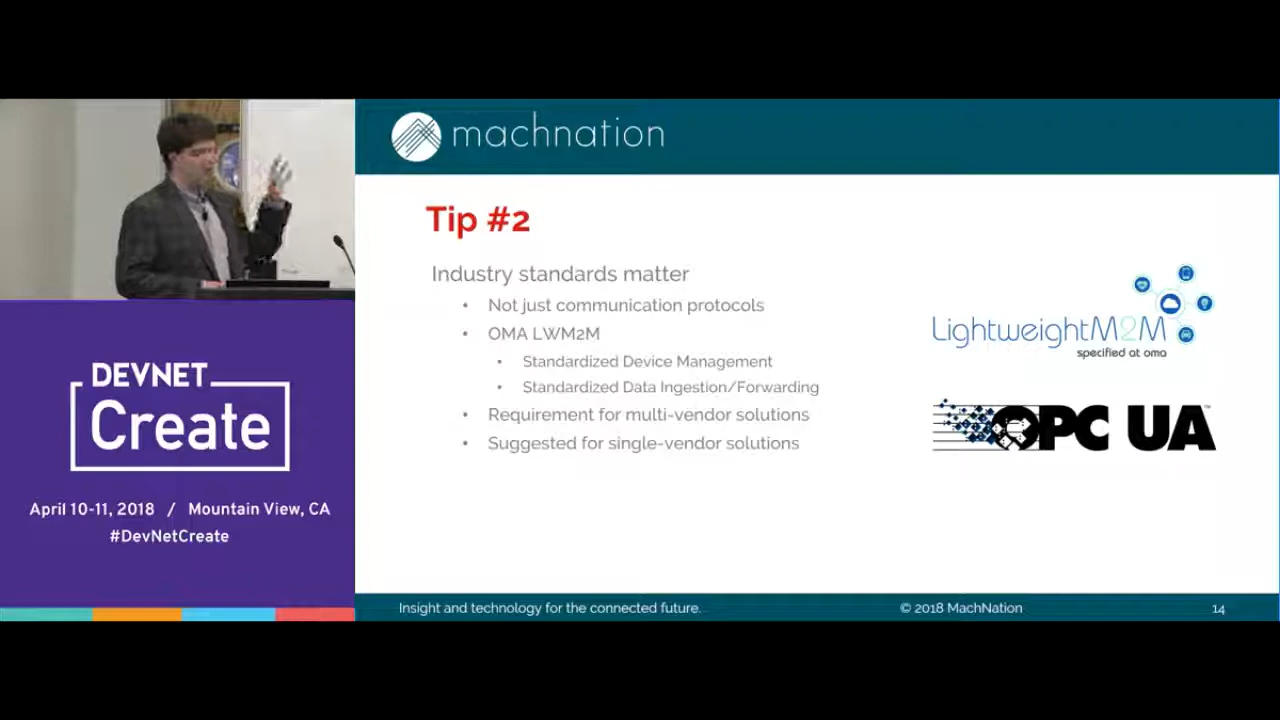 machnation
Tip #2
Industry standards matter
• Not just communication protocols
• OMA LWM2M
• Standardized Device Management
• Standardized Data Ingestion/Forwarding
• Requirement for multi-vendor solutions
• Suggested for single-vendor solutions
LightweightM2M
specified at oma
OPC UA™
DEVNET
Create
April 10-11, 2018 / Mountain View, CA
#DevNetCreate
Insight and technology for the connected future.
© 2018 MachNation
14